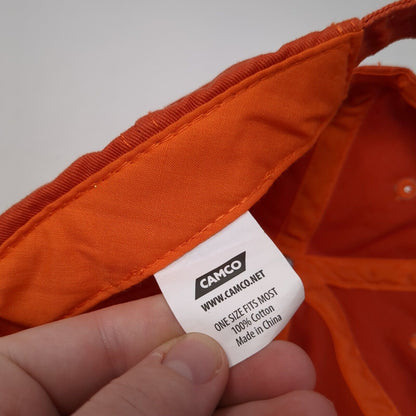 CAMCO
WWW.CAMCO.NET
ONE SIZE FITS MOST
100% Cotton
Made in China